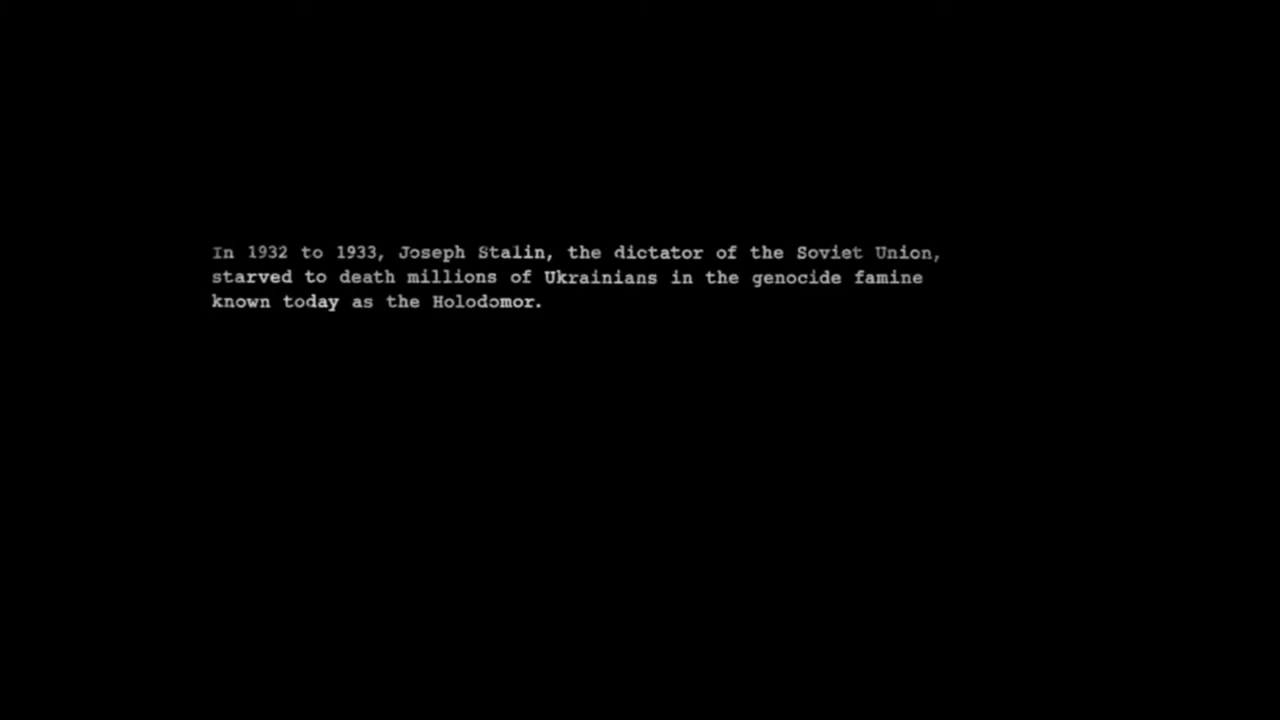 In 1932 to 1933, Joseph Stalin, the dictator of the Soviet Union,
starved to death millions of Ukrainians in the genocide famine
known today as the Holodomor.